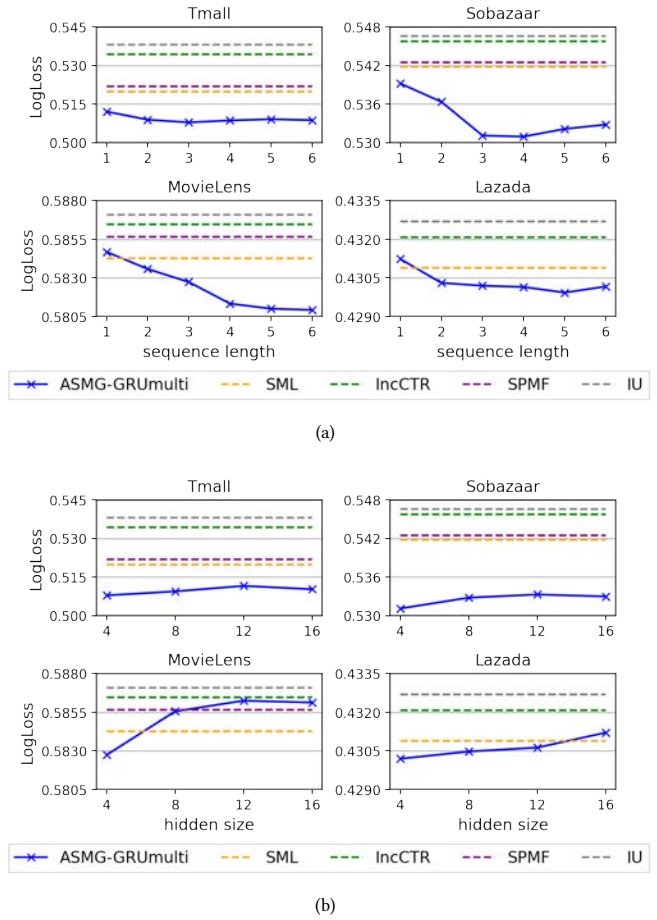 Tmall
Sobazaar
0.545
0.530
0.515
0.500
LogLoss
1 2 3 4 5 6
0.548
0.542
0.536
0.530
1 2 3 4 5 6
MovieLens
Lazada
0.5880
0.5855
0.5830
0.5805
LogLoss
1 2 3 4 5 6
sequence length
0.4335
0.4320
0.4305
0.4290
1 2 3 4 5 6
sequence length
ASMG-GRUmulti SML IncCTR SPMF IU
(a)
Tmall
Sobazaar
0.545
0.530
0.515
0.500
LogLoss
4 8 12 16
0.548
0.542
0.536
0.530
4 8 12 16
MovieLens
Lazada
0.5880
0.5855
0.5830
0.5805
LogLoss
4 8 12 16
hidden size
0.4335
0.4320
0.4305
0.4290
4 8 12 16
hidden size
ASMG-GRUmulti SML IncCTR SPMF IU
(b)